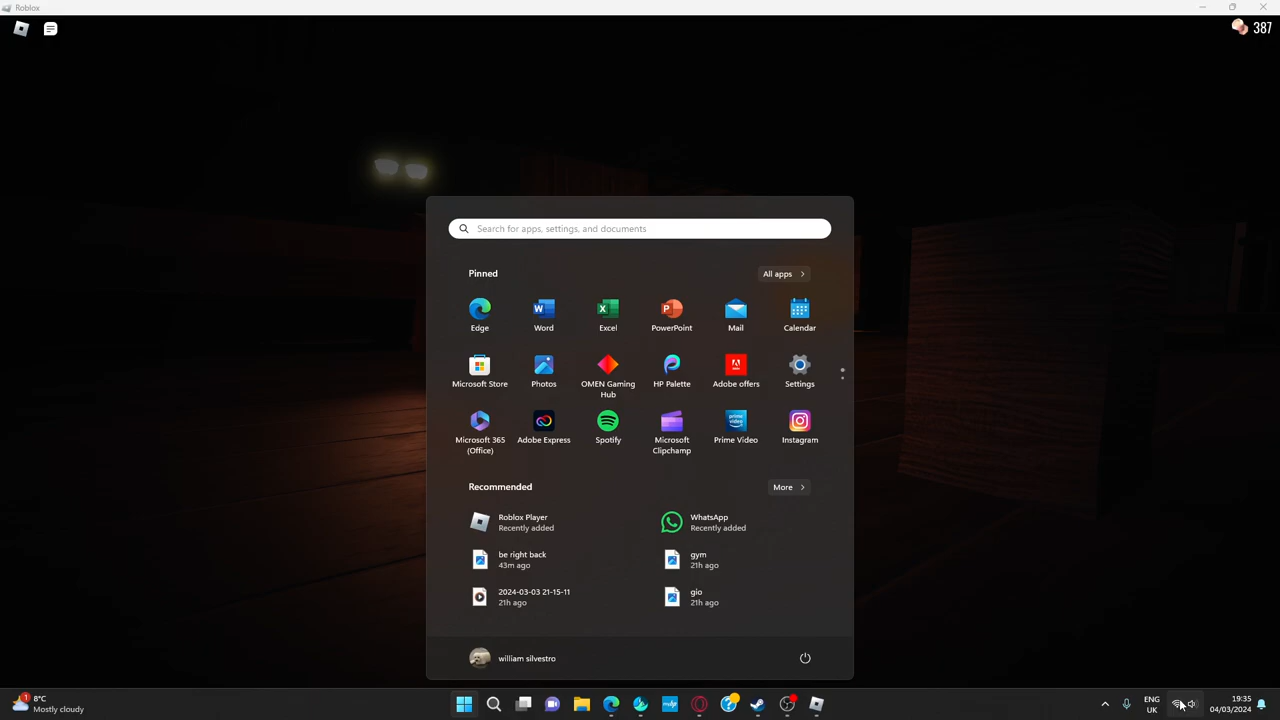 Roblox
387
Search for apps, settings, and documents
Pinned
All apps
Edge
Word
Excel
PowerPoint
Mail
Calendar
Microsoft Store
Photos
OMEN Gaming
Hub
HP Palette
Adobe offers
Settings
Microsoft 365
(Office)
Adobe Express
Spotify
Microsoft
Clipchamp
Prime Video
Instagram
Recommended
More
Roblox Player
Recently added
WhatsApp
Recently added
be right back
43m ago
gym
21h ago
2024-03-03 21-15-11
21h ago
gio
21h ago
william silvestro
1
8°C
Mostly cloudy
ENG
UK
19:35
04/03/2024